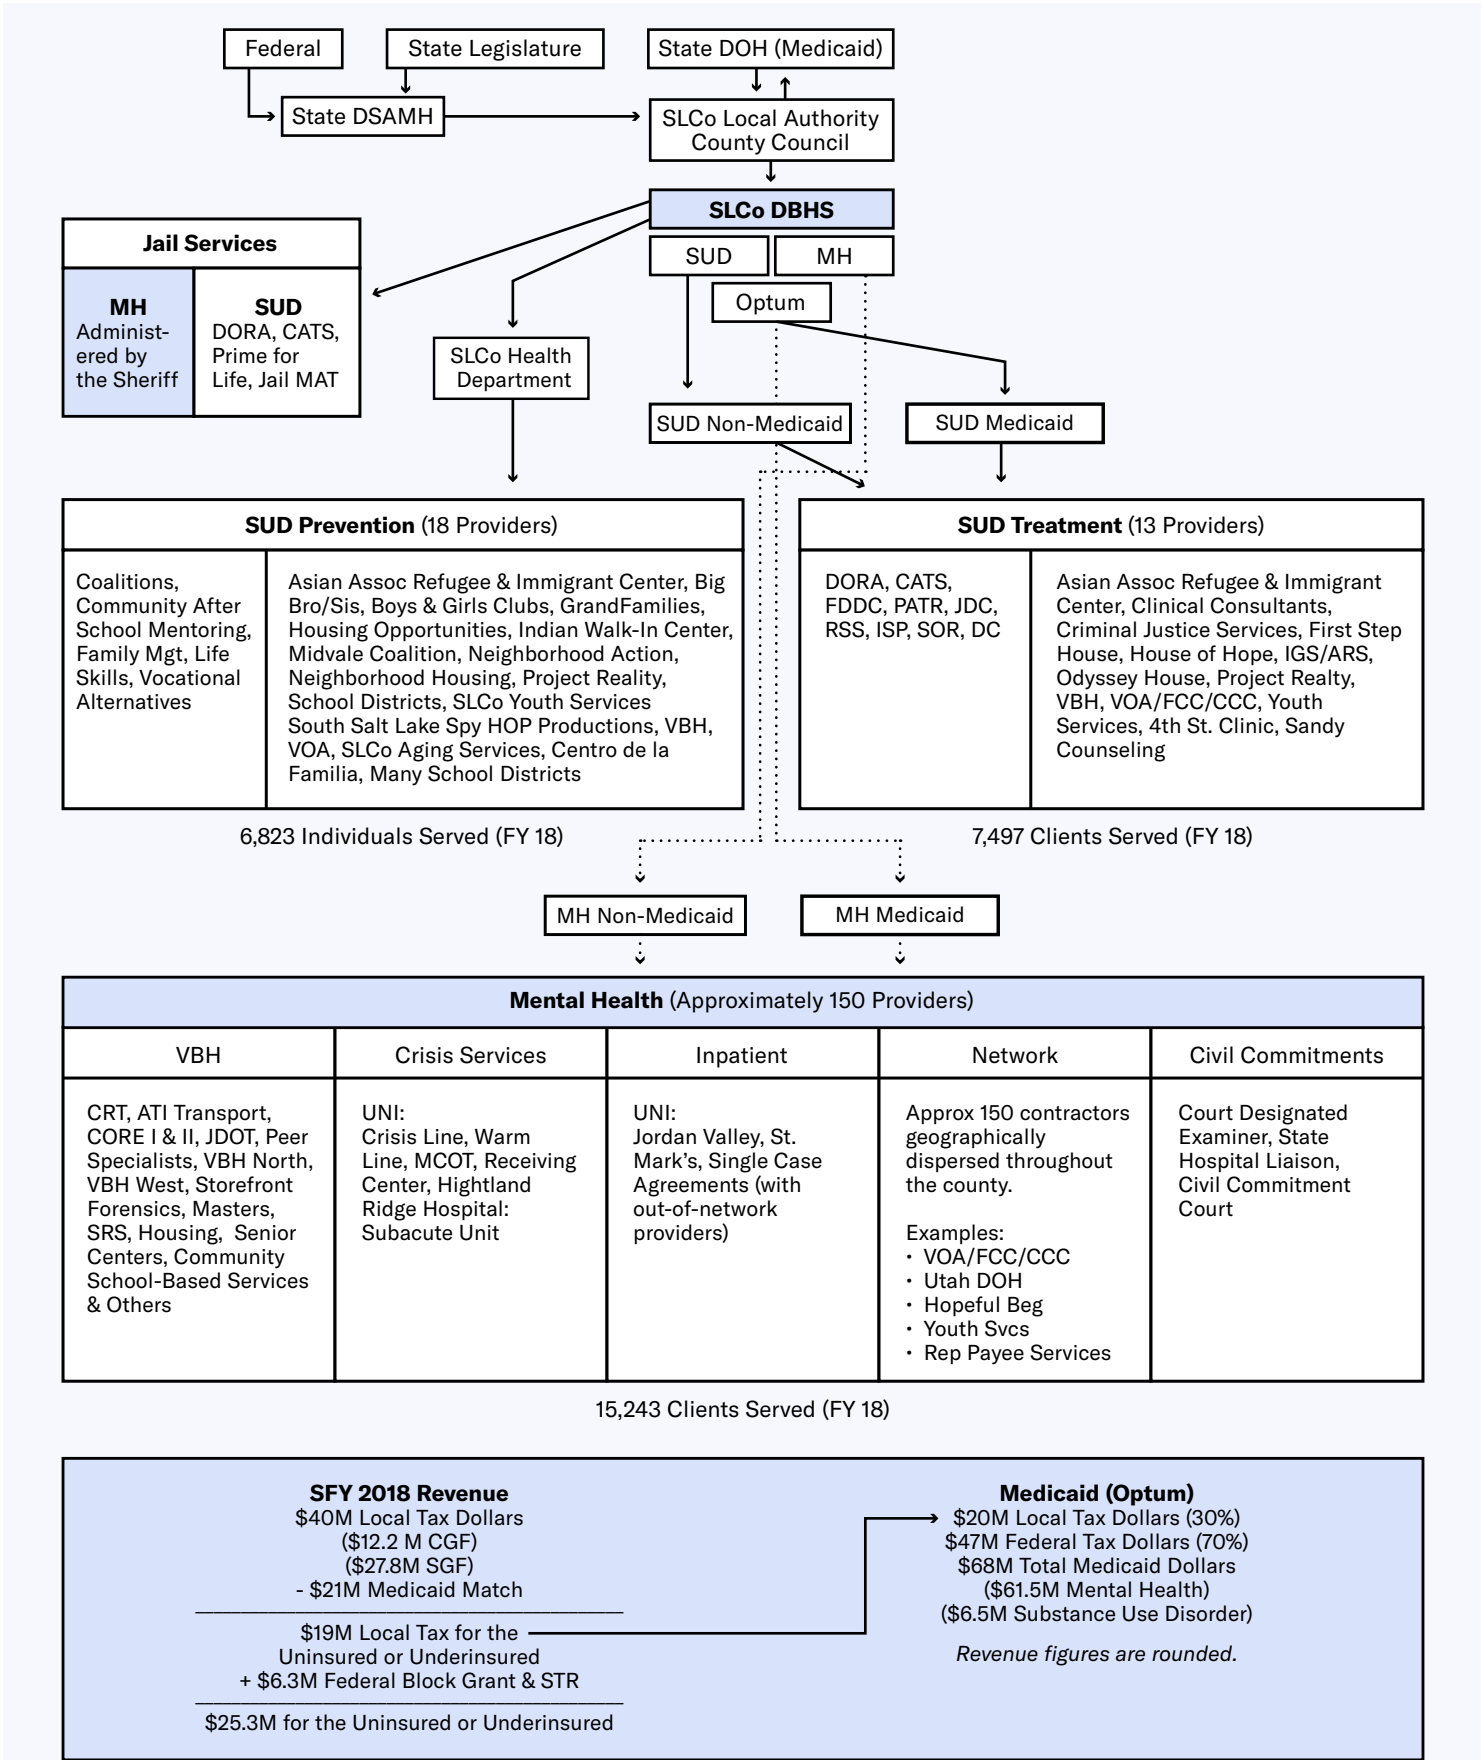 Federal
State Legislature
State DOH (Medicaid)
State DSAMH
SLCo Local Authority
County Council
SLCo DBHS
SUD
MH
Optum
Jail Services
MH
Administ-
ered by
the Sheriff
SUD
DORA, CATS,
Prime for
Life, Jail MAT
SLCo Health
Department
SUD Non-Medicaid
SUD Medicaid
SUD Prevention (18 Providers)
Coalitions,
Community After
School Mentoring,
Family Mgt, Life
Skills, Vocational
Alternatives
Asian Assoc Refugee & Immigrant Center, Big
Bro/Sis, Boys & Girls Clubs, GrandFamilies,
Housing Opportunities, Indian Walk-In Center,
Midvale Coalition, Neighborhood Action,
Neighborhood Housing, Project Reality,
School Districts, SLCo Youth Services
South Salt Lake Spy HOP Productions, VBH,
VOA, SLCo Aging Services, Centro de la
Familia, Many School Districts
6,823 Individuals Served (FY 18)
SUD Treatment (13 Providers)
DORA, CATS,
FDDC, PATR, JDC,
RSS, ISP, SOR, DC
Asian Assoc Refugee & Immigrant
Center, Clinical Consultants,
Criminal Justice Services, First Step
House, House of Hope, IGS/ARS,
Odyssey House, Project Realty,
VBH, VOA/FCC/CCC, Youth
Services, 4th St. Clinic, Sandy
Counseling
7,497 Clients Served (FY 18)
MH Non-Medicaid
MH Medicaid
Mental Health (Approximately 150 Providers)
VBH
CRT, ATI Transport,
CORE I & II, JDOT, Peer
Specialists, VBH North,
VBH West, Storefront
Forensics, Masters,
SRS, Housing, Senior
Centers, Community
School-Based Services
& Others
Crisis Services
UNI:
Crisis Line, Warm
Line, MCOT, Receiving
Center, Hightland
Ridge Hospital:
Subacute Unit
Inpatient
UNI:
Jordan Valley, St.
Mark's, Single Case
Agreements (with
out-of-network
providers)
Network
Approx 150 contractors
geographically
dispersed throughout
the county.
Examples:
• VOA/FCC/CCC
• Utah DOH
• Hopeful Beg
• Youth Svcs
• Rep Payee Services
Civil Commitments
Court Designated
Examiner, State
Hospital Liaison,
Civil Commitment
Court
15,243 Clients Served (FY 18)
SFY 2018 Revenue
$40M Local Tax Dollars
($12.2 M CGF)
($27.8M SGF)
- $21M Medicaid Match
$19M Local Tax for the
Uninsured or Underinsured
+ $6.3M Federal Block Grant & STR
$25.3M for the Uninsured or Underinsured
Medicaid (Optum)
$20M Local Tax Dollars (30%)
$47M Federal Tax Dollars (70%)
$68M Total Medicaid Dollars
($61.5M Mental Health)
($6.5M Substance Use Disorder)
Revenue figures are rounded.